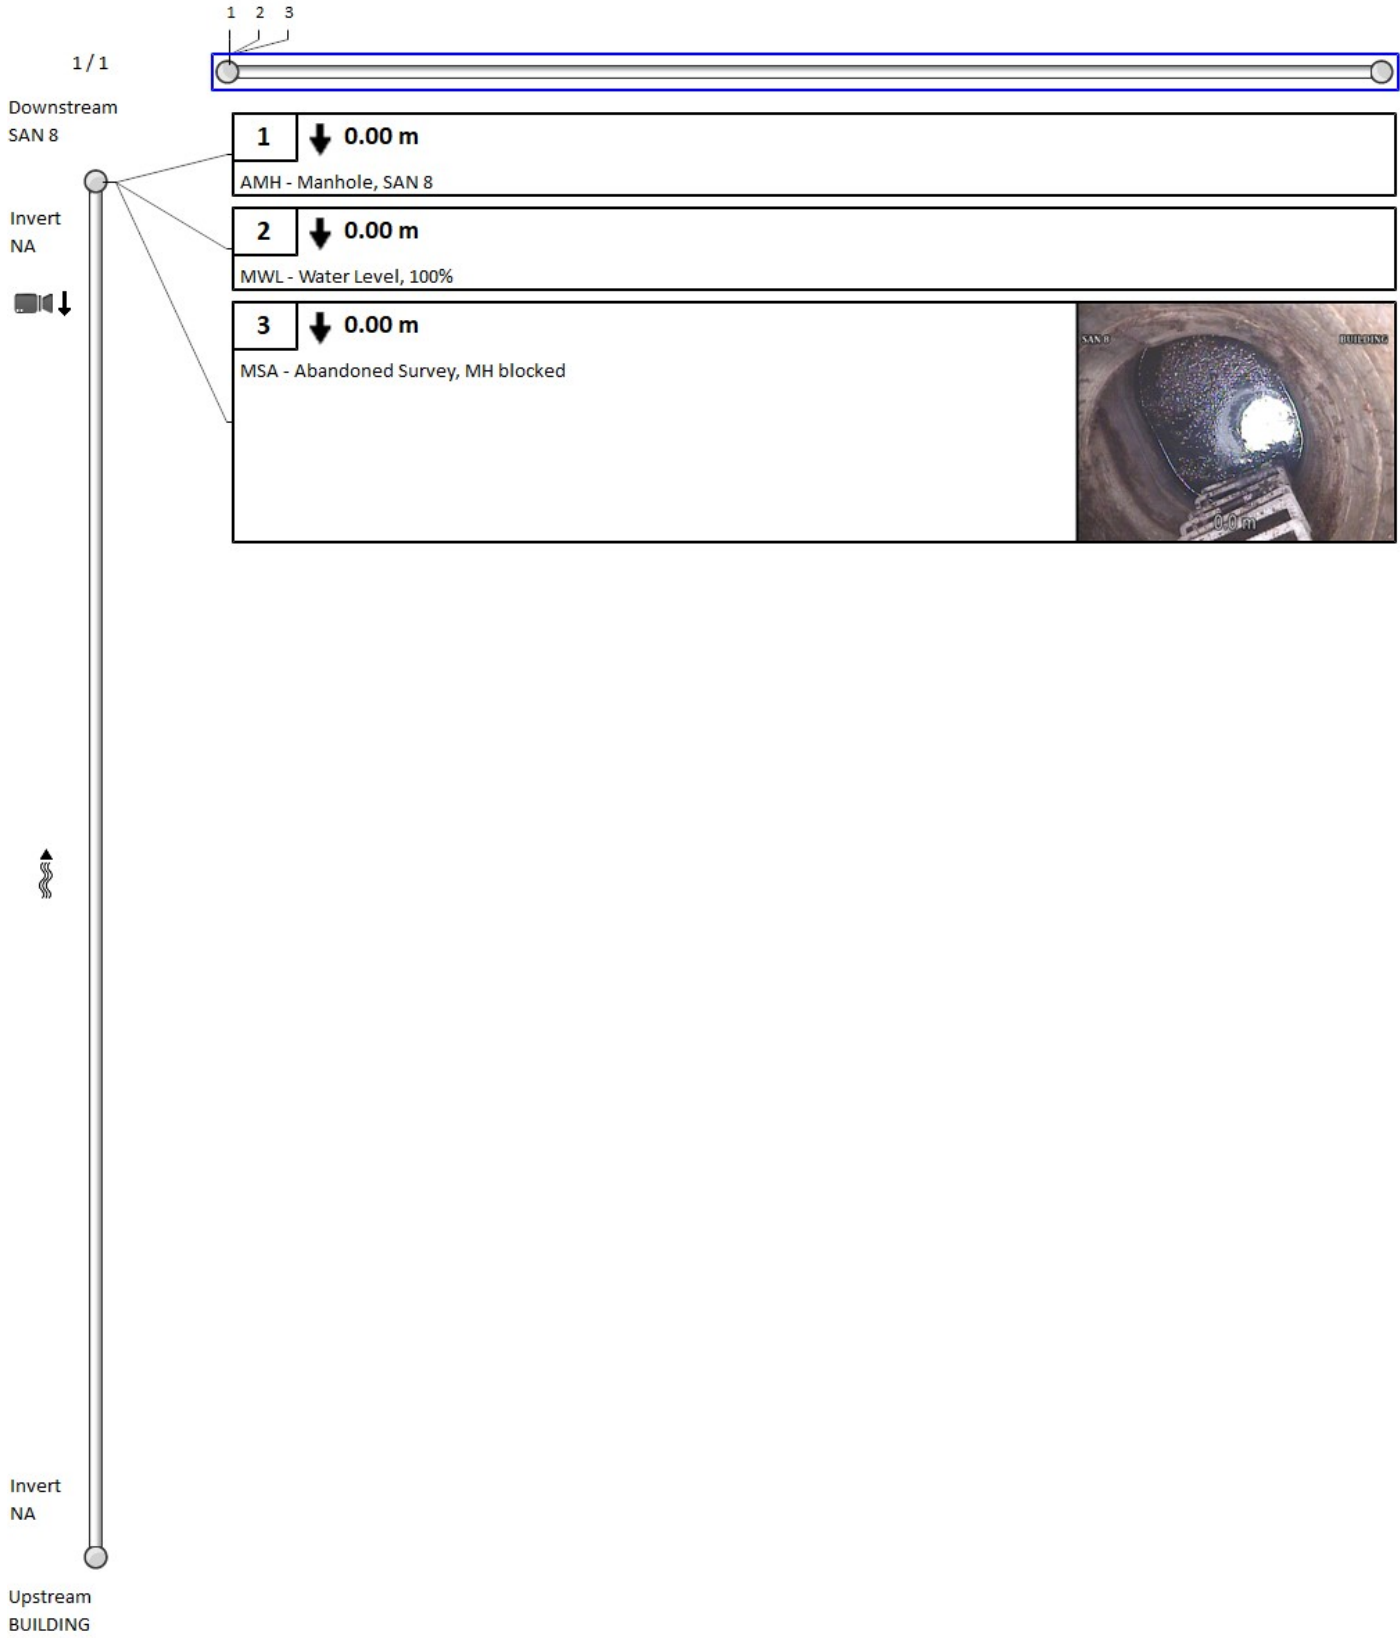 1 2 3
1 / 1
Downstream
SAN 8
1 0.00 m
AMH - Manhole, SAN 8
Invert
NA
2 0.00 m
MWL - Water Level, 100%
3 0.00 m
MSA - Abandoned Survey, MH blocked
SAN 8 BUILDING
0.0 m
Invert
NA
Upstream
BUILDING